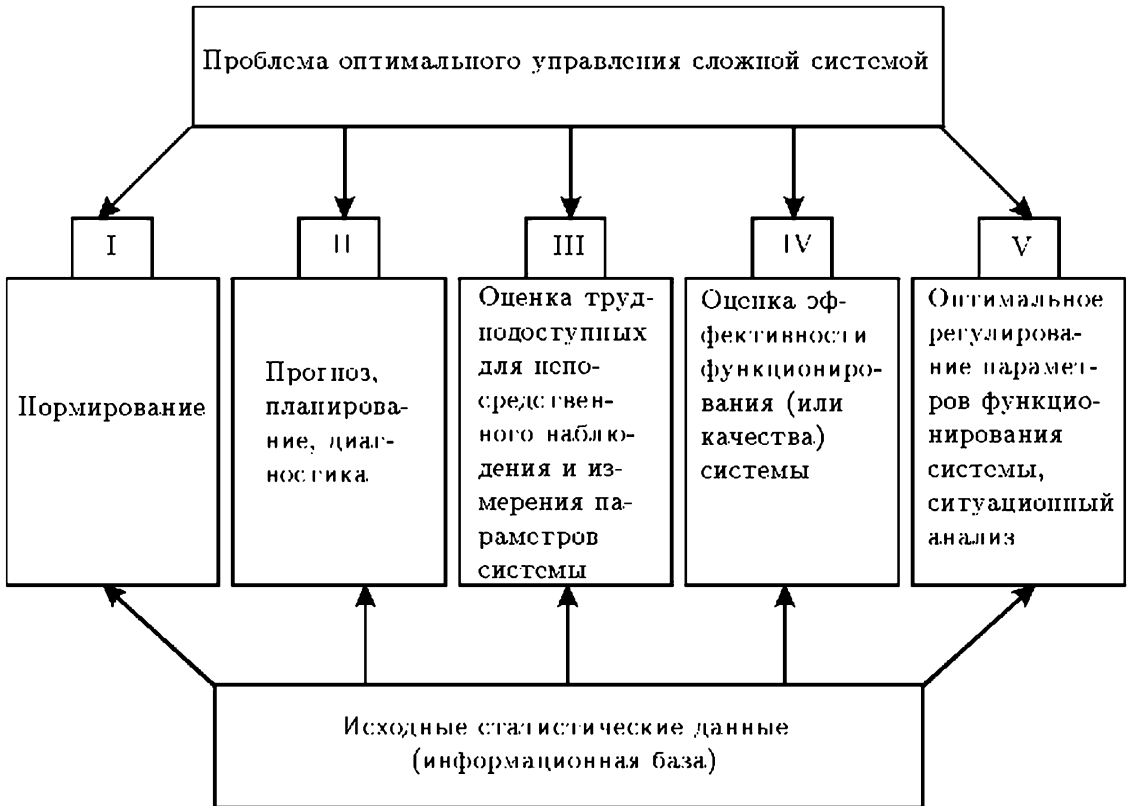 Проблема оптимального управления сложной системой
I
II
III
IV
V
Нормирование
Прогноз,
планирова-
ние, диаг-
ностика
Оценка труд-
нодоступных
для непо-
средствен-
ного наблю-
дения и из-
мерения па-
раметров
системы
Оценка эф-
фективности
функциониро-
вания (или
качества)
системы
Оптимальное
регулирова-
ние парамет-
ров функцио-
нирования
системы,
ситуационный
анализ
Исходные статистические данные
(информационная база)